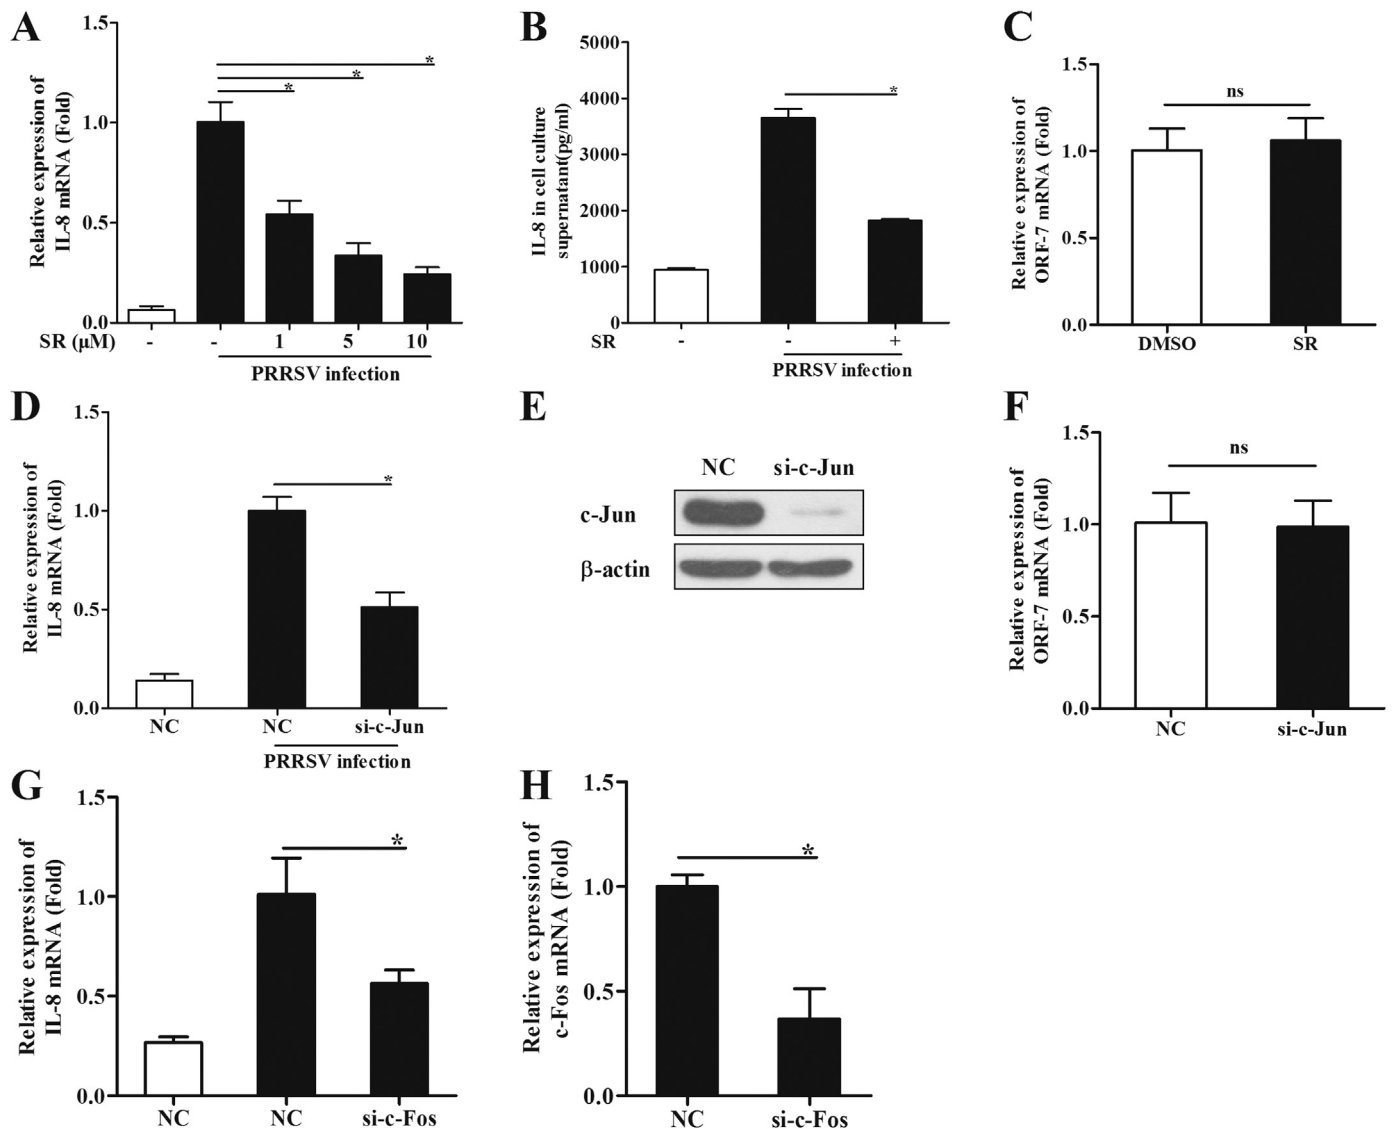 A
Relative expression of
IL-8 mRNA (Fold)
1.5
1.0
0.5
0.0
*
*
*
SR (μM) - - 1 5 10
PRRSV infection
B
IL-8 in cell culture
supernatant(pg/ml)
5000
4000
3000
2000
1000
0
*
SR - - +
PRRSV infection
C
Relative expression of
ORF-7 mRNA (Fold)
1.5
1.0
0.5
0.0
ns
DMSO SR
D
Relative expression of
IL-8 mRNA (Fold)
1.5
1.0
0.5
0.0
*
NC NC si-c-Jun
PRRSV infection
E
NC si-c-Jun
c-Jun
β-actin
F
Relative expression of
ORF-7 mRNA (Fold)
1.5
1.0
0.5
0.0
ns
NC si-c-Jun
G
Relative expression of
IL-8 mRNA (Fold)
1.5
1.0
0.5
0.0
*
NC NC si-c-Fos
H
Relative expression of
c-Fos mRNA (Fold)
1.5
1.0
0.5
0.0
*
NC si-c-Fos